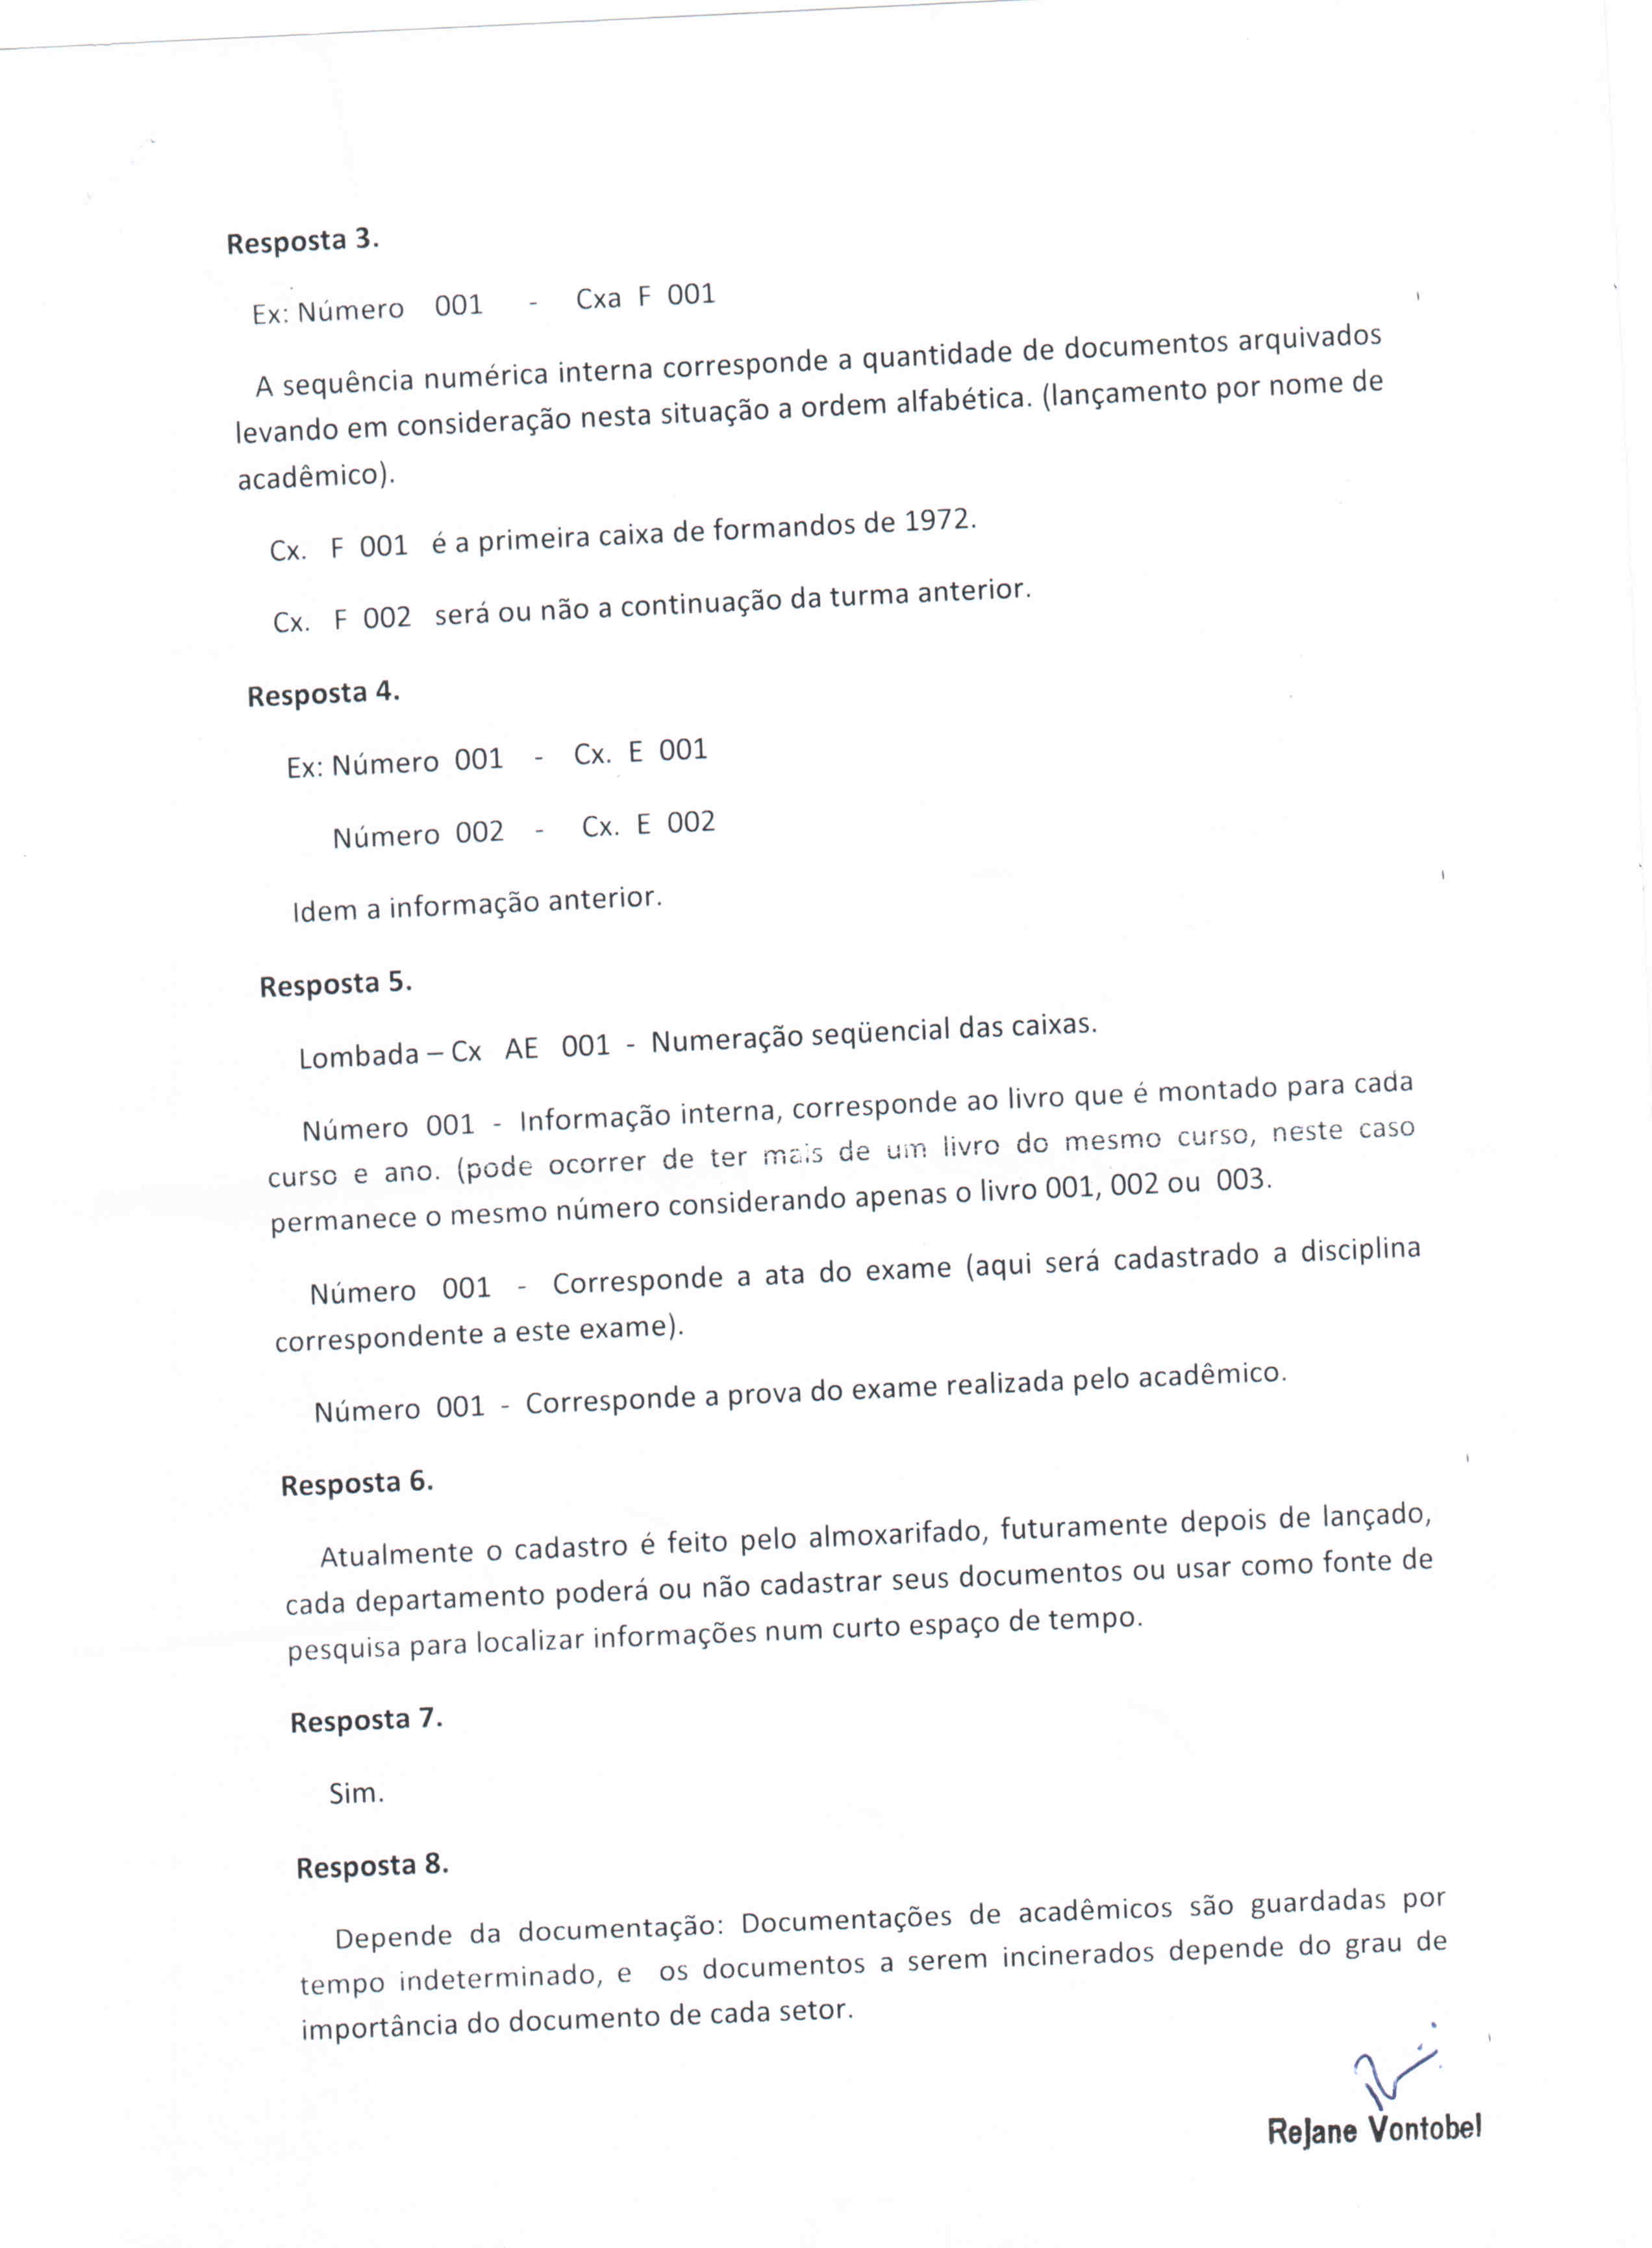 Resposta 3.
Ex: Número 001 - Cxa F 001
A sequência numérica interna corresponde a quantidade de documentos arquivados
levando em consideração nesta situação a ordem alfabética. (lançamento por nome de
acadêmico).
Cx. F 001 é a primeira caixa de formandos de 1972.
Cx. F 002 será ou não a continuação da turma anterior.
Resposta 4.
Ex: Número 001 - Cx. E 001
Número 002 - Cx. E 002
Idem a informação anterior.
Resposta 5.
Lombada – Cx AE 001 - Numeração seqüencial das caixas.
Número 001 - Informação interna, corresponde ao livro que é montado para cada
curso e ano. (pode ocorrer de ter mais de um livro do mesmo curso, neste caso
permanece o mesmo número considerando apenas o livro 001, 002 ou 003.
Número 001 - Corresponde a ata do exame (aqui será cadastrado a disciplina
correspondente a este exame).
Número 001 - Corresponde a prova do exame realizada pelo acadêmico.
Resposta 6.
Atualmente o cadastro é feito pelo almoxarifado, futuramente depois de lançado,
cada departamento poderá ou não cadastrar seus documentos ou usar como fonte de
pesquisa para localizar informações num curto espaço de tempo.
Resposta 7.
Sim.
Resposta 8.
Depende da documentação: Documentações de acadêmicos são guardadas por
tempo indeterminado, e os documentos a serem incinerados depende do grau de
importância do documento de cada setor.
ReJane Vontobel